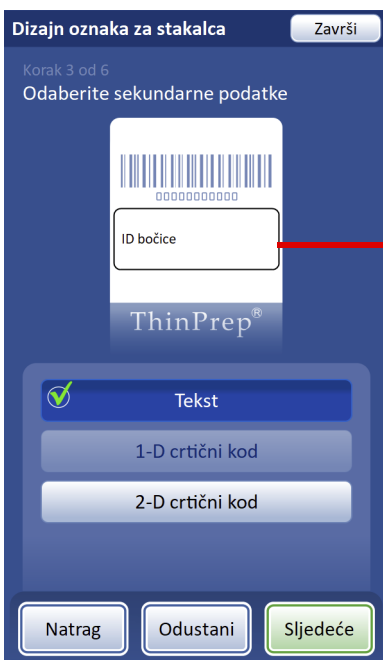 Dizajn oznaka za stakalca
Završi
Korak 3 od 6
Odaberite sekundarne podatke
00000000000
ID bočice
ThinPrep®
Tekst
1-D crtični kod
2-D crtični kod
Natrag
Odustani
Sljedeće